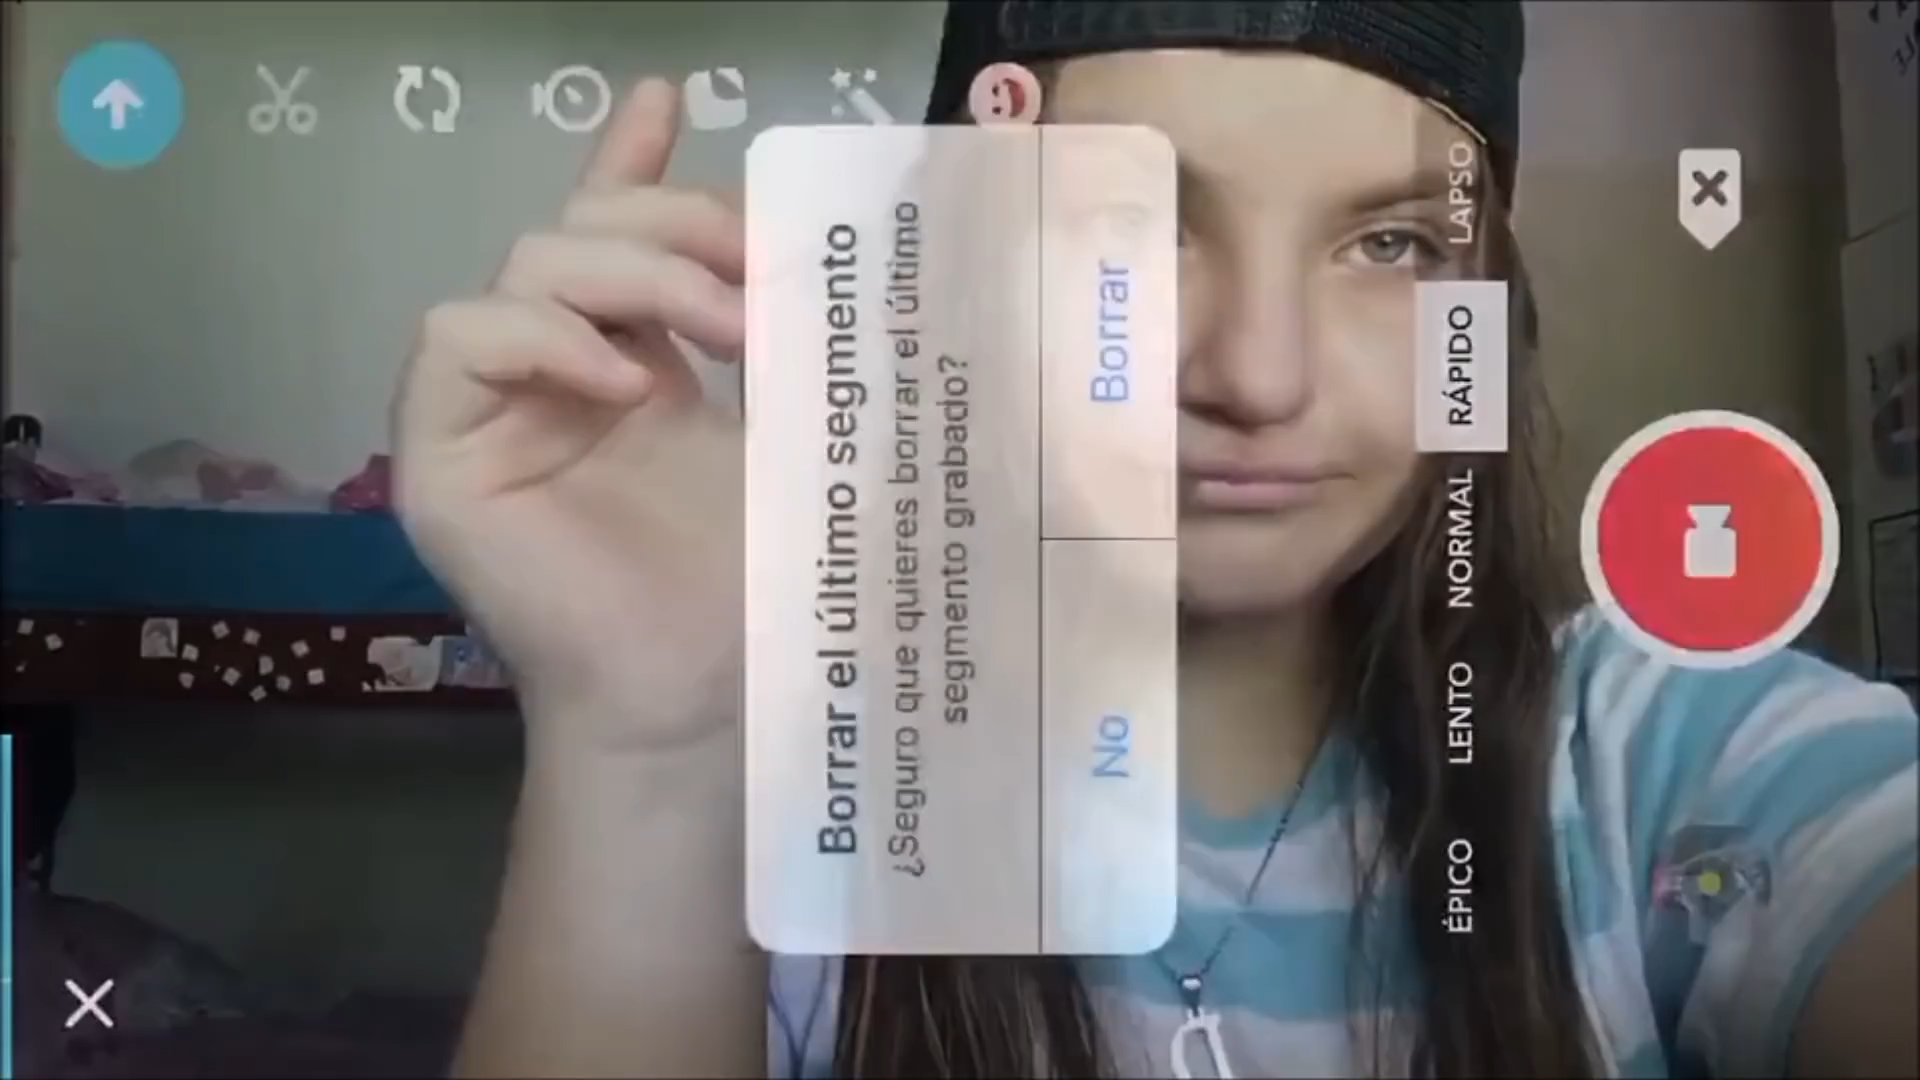 Borrar el último segmento
¿Seguro que quieres borrar el último
segmento grabado?
No
Borrar
ÉPICO
LENTO
NORMAL
RÁPIDO
LAPSO